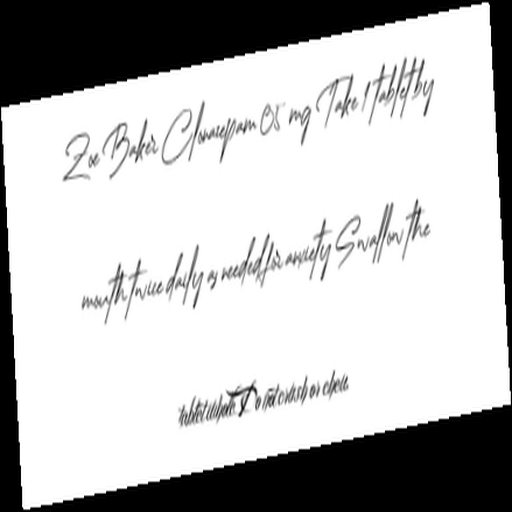 Zoe Baker Clonazepam 0.5 mg Take 1 tablet by
mouth twice daily as needed for anxiety Swallow the
tablet whole. Do not crush or chew.